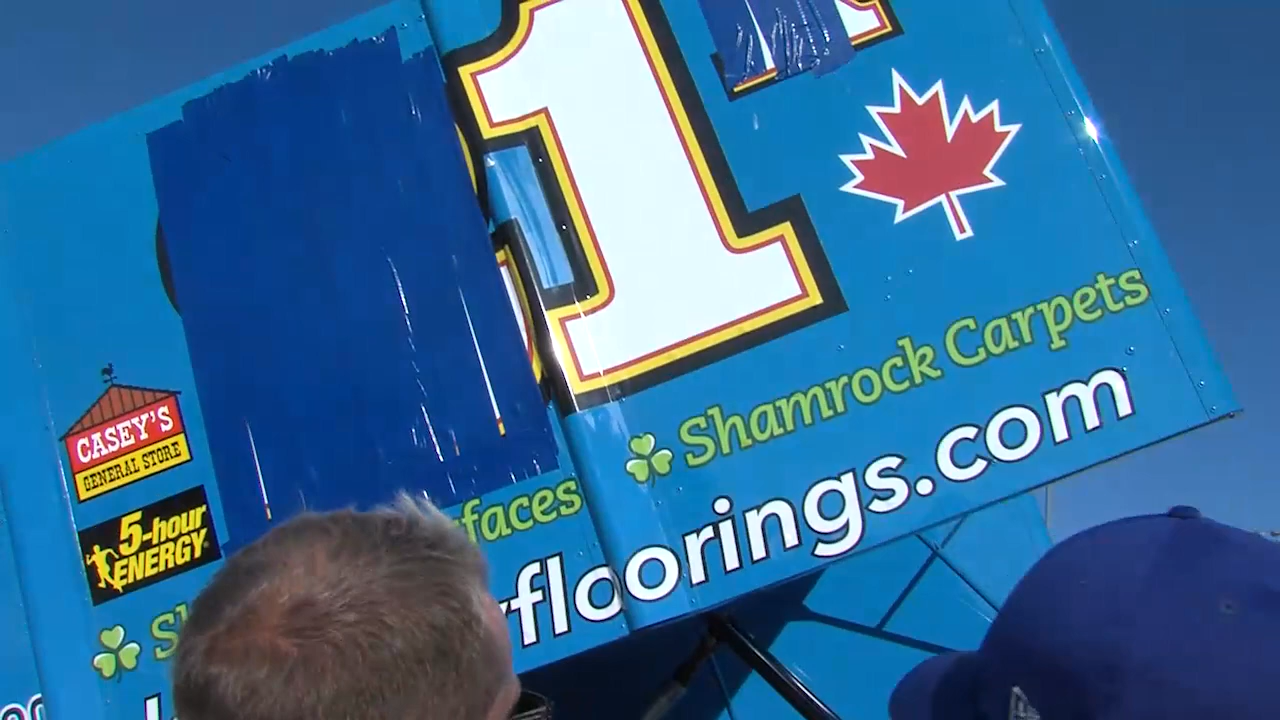 1
CASEY'S
GENERAL STORE
5-hour
ENERGY
Shamrock Carpets
faces
floorings.com